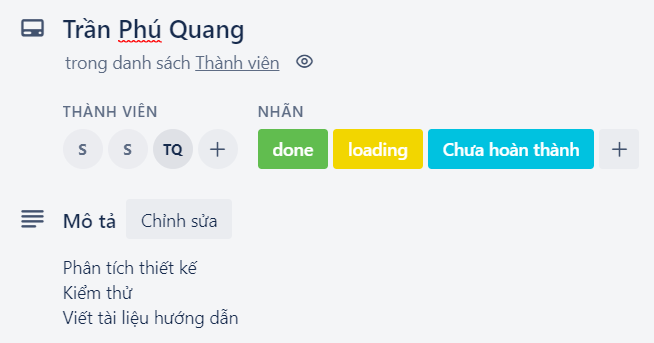 Trần Phú Quang
trong danh sách Thành viên
THÀNH VIÊN
S S TQ +
NHÃN
done loading Chưa hoàn thành +
Mô tả Chỉnh sửa
Phân tích thiết kế
Kiểm thử
Viết tài liệu hướng dẫn